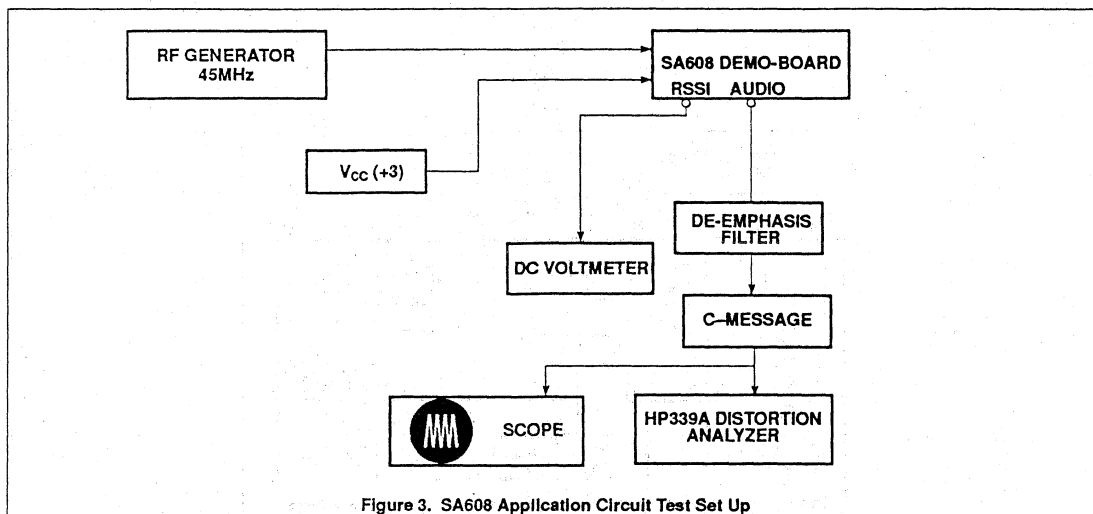 RF GENERATOR
45MHz
SA608 DEMO-BOARD
RSSI AUDIO
VCC (+3)
DE-EMPHASIS
FILTER
DC VOLTMETER
C–MESSAGE
SCOPE
HP339A DISTORTION
ANALYZER
Figure 3. SA608 Application Circuit Test Set Up